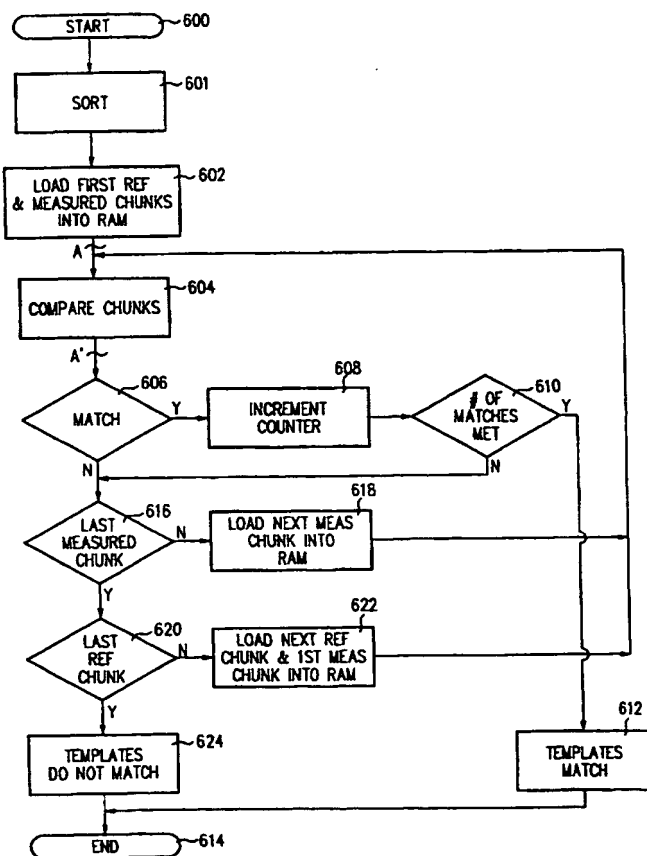 START
600
601
SORT
602
LOAD FIRST REF
& MEASURED CHUNKS
INTO RAM
A
604
COMPARE CHUNKS
A'
606
MATCH
Y
N
608
INCREMENT
COUNTER
610
# OF
MATCHES
MET
Y
N
616
LAST
MEASURED
CHUNK
N
Y
618
LOAD NEXT MEAS
CHUNK INTO
RAM
620
LAST
REF
CHUNK
N
Y
622
LOAD NEXT REF
CHUNK & 1ST MEAS
CHUNK INTO RAM
624
TEMPLATES
DO NOT MATCH
612
TEMPLATES
MATCH
END
614